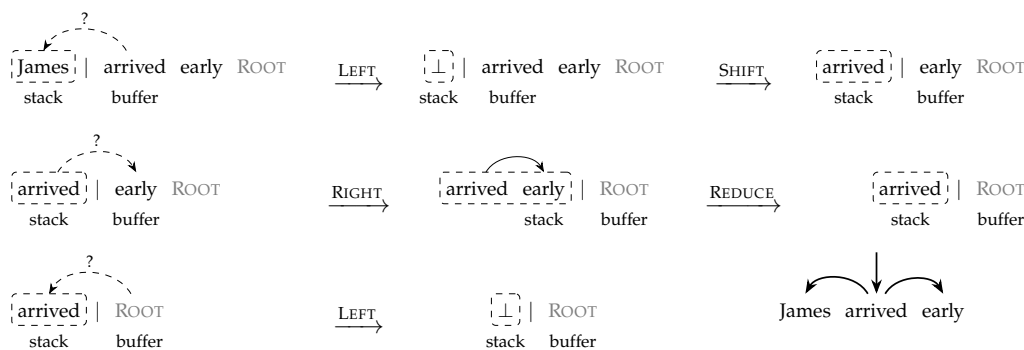 ?
James | arrived early ROOT LEFT ⊥ | arrived early ROOT SHIFT arrived | early ROOT
stack buffer stack buffer stack buffer
?
arrived | early ROOT RIGHT arrived early | ROOT REDUCE arrived | ROOT
stack buffer stack buffer stack buffer
?
arrived | ROOT LEFT ⊥ | ROOT James arrived early
stack buffer stack buffer